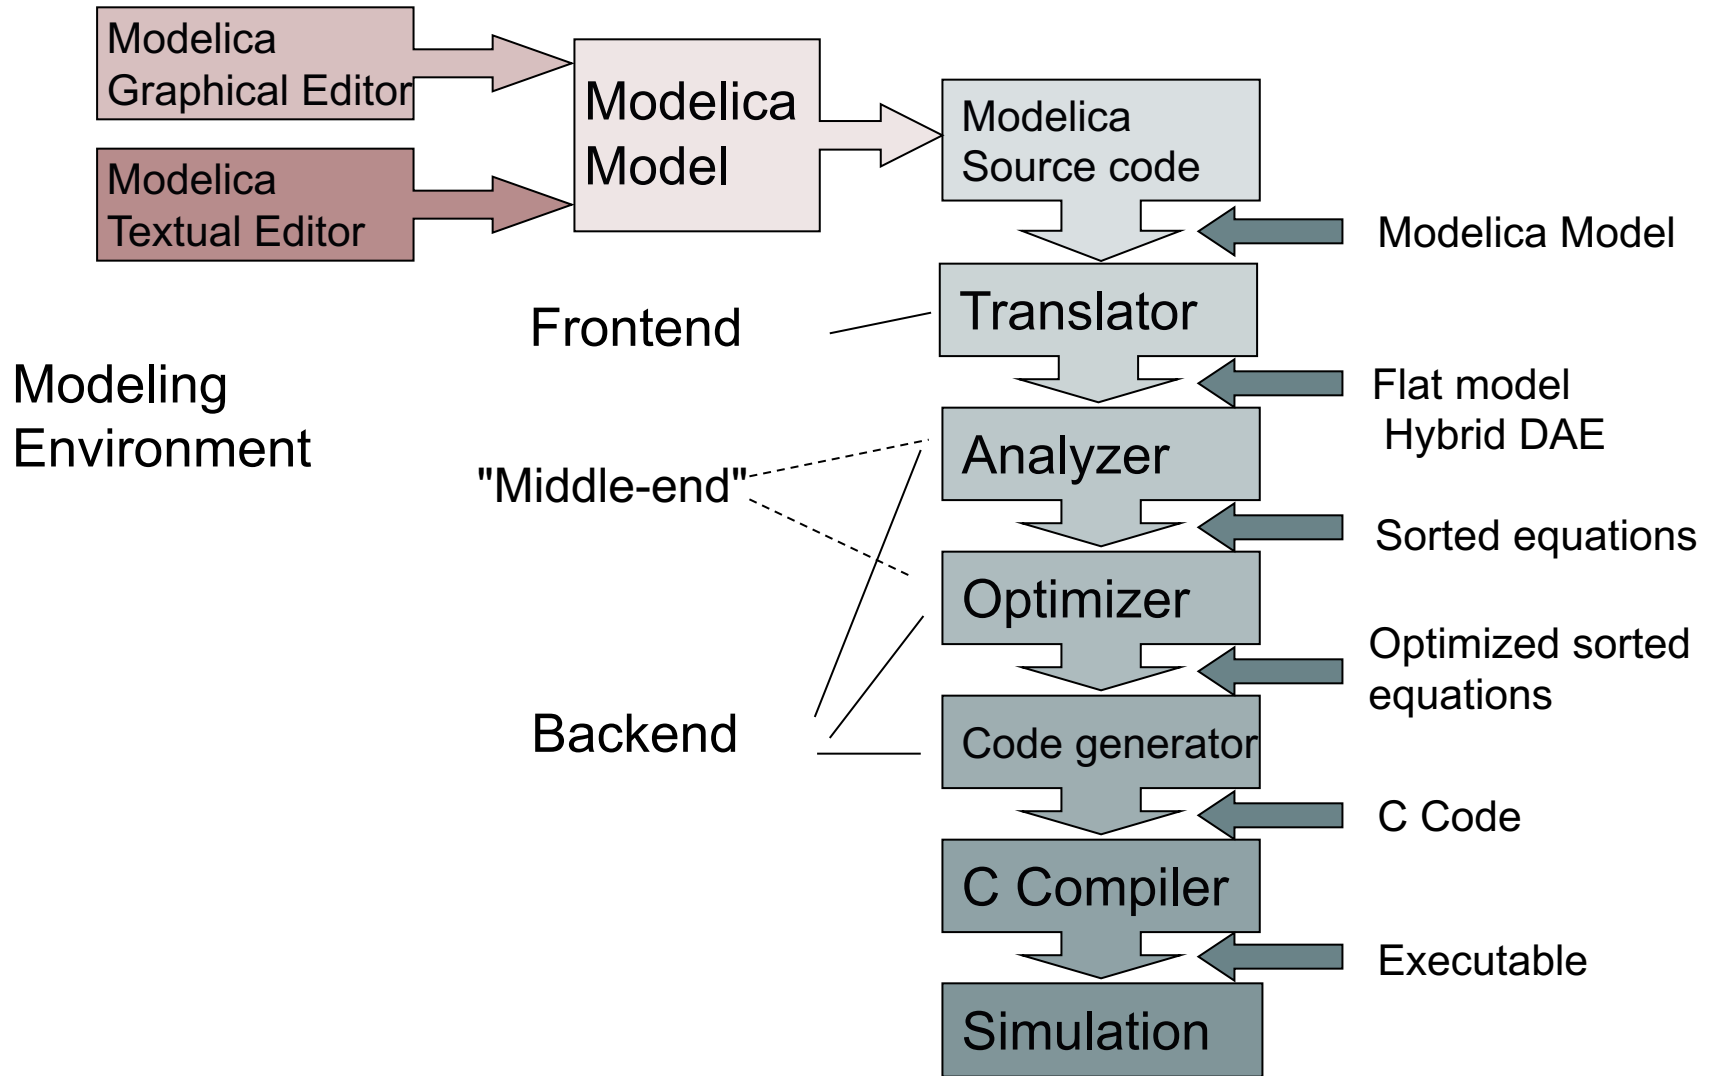 Modelica
Graphical Editor
Modelica
Textual Editor
Modelica
Model
Modelica
Source code
Modelica Model
Translator
Frontend
Flat model
Hybrid DAE
Modeling
Environment
Analyzer
"Middle-end"
Sorted equations
Optimizer
Optimized sorted
equations
Backend
Code generator
C Code
C Compiler
Executable
Simulation